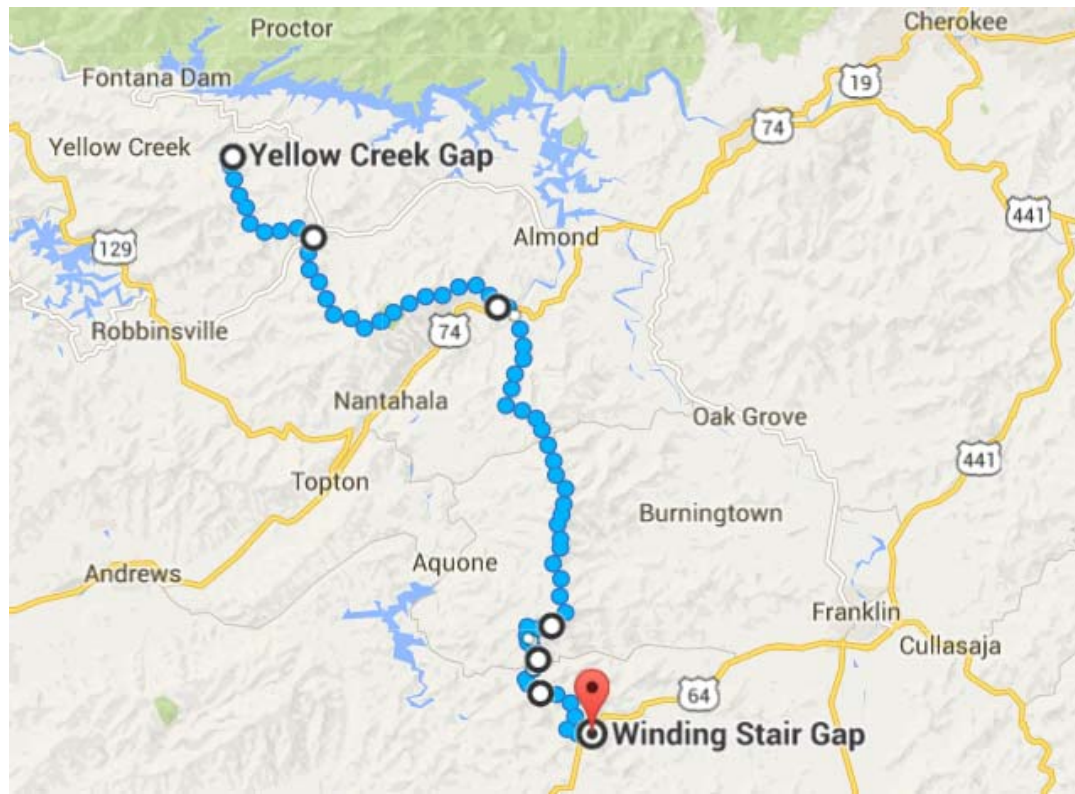 Proctor
Cherokee
Fontana Dam
19
74
Yellow Creek
Yellow Creek Gap
441
129
Almond
Robbinsville
74
Nantahala
Oak Grove
Topton
441
Burningtown
Aquone
Andrews
Franklin
Cullasaja
64
Winding Stair Gap